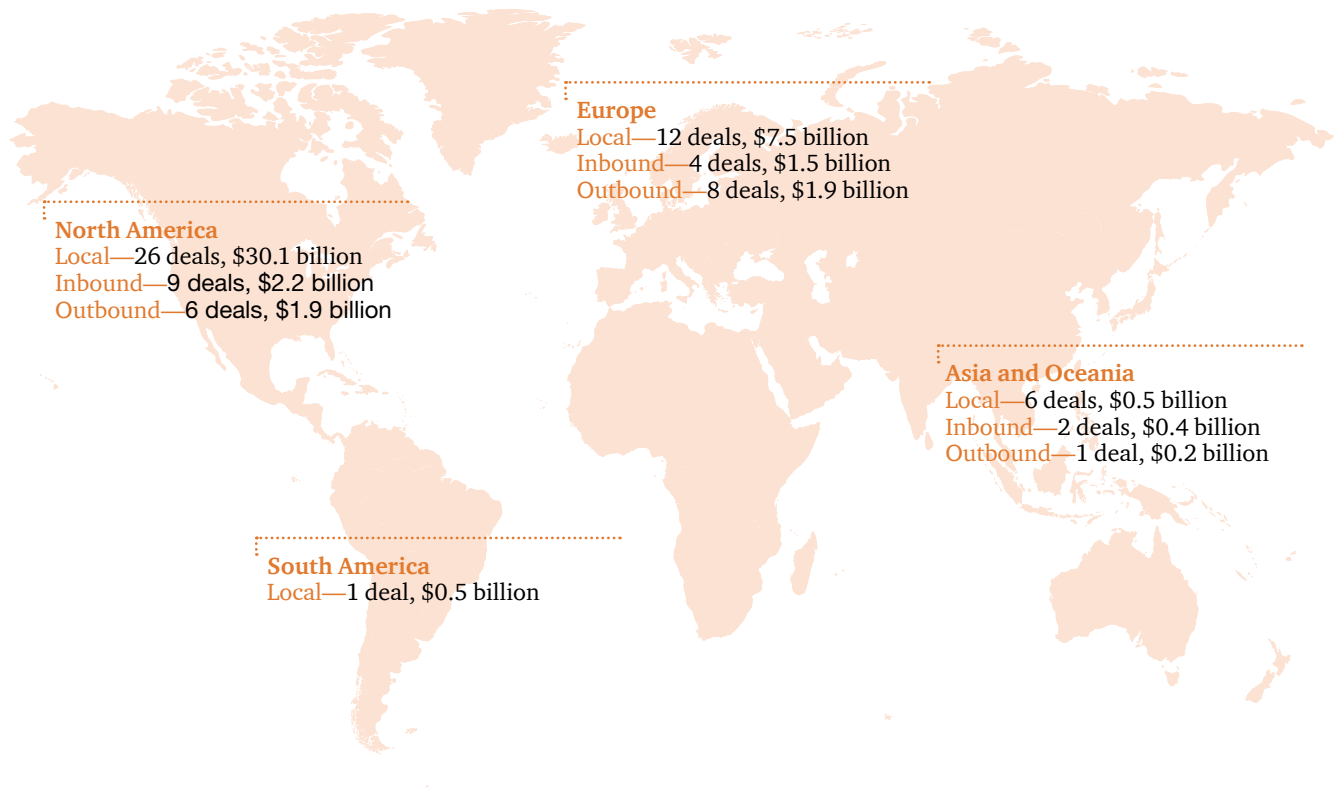 Europe
Local—12 deals, $7.5 billion
Inbound—4 deals, $1.5 billion
Outbound—8 deals, $1.9 billion
North America
Local—26 deals, $30.1 billion
Inbound—9 deals, $2.2 billion
Outbound—6 deals, $1.9 billion
Asia and Oceania
Local—6 deals, $0.5 billion
Inbound—2 deals, $0.4 billion
Outbound—1 deal, $0.2 billion
South America
Local—1 deal, $0.5 billion